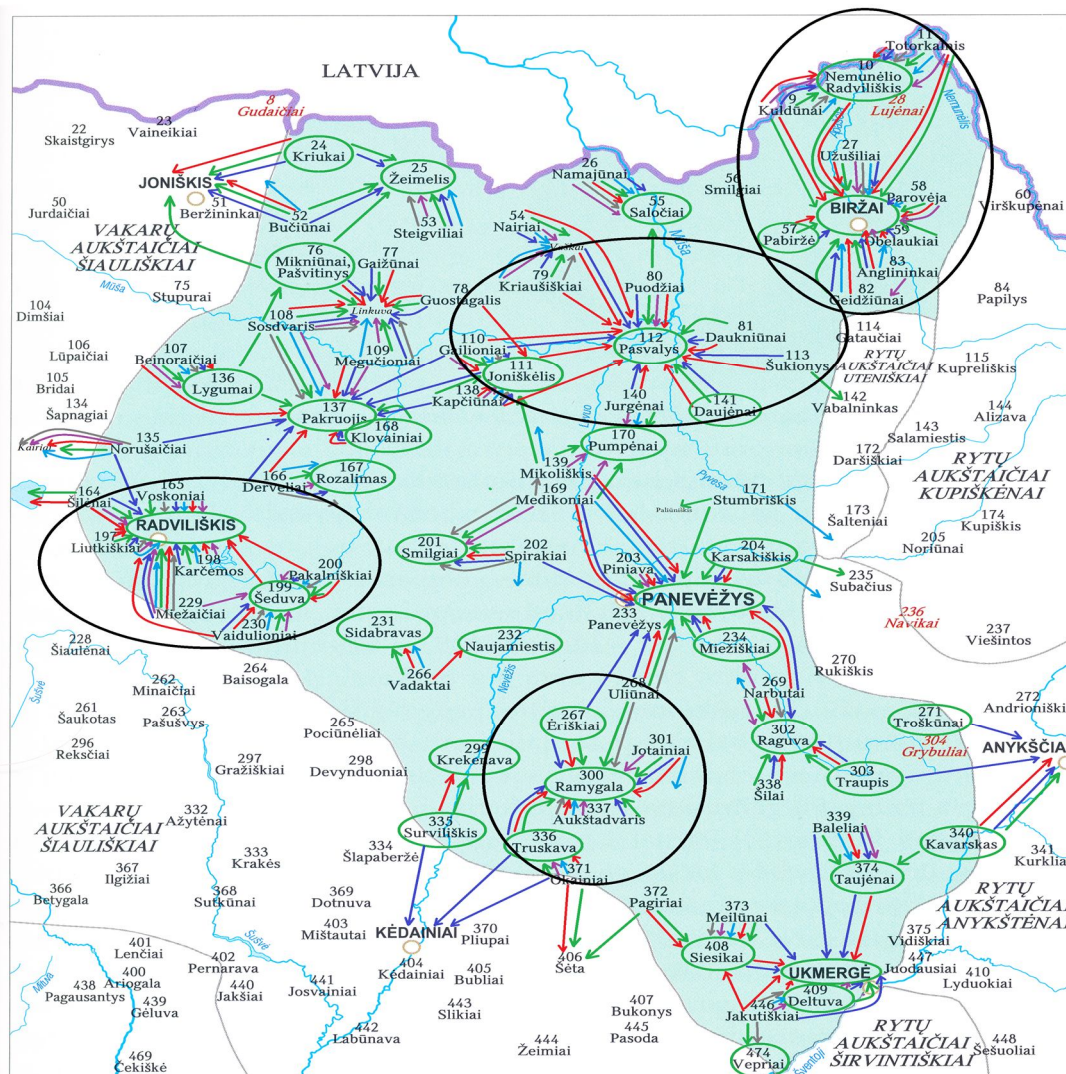 LATVIJA
8
Gudaičiai
22
Skaistgirys
23
Vaineikiai
24
Kriukai
25
Žeimelis
26
Namajūnai
11
Totorkalnis
10
Nemunėlio
Radviliškis
9
Kuldūnai
28
Lujėnai
Apaščia
Nemunėlis
27
Užušiliai
JONIŠKIS
51
Beržininkai
52
Bučiūnai
53
Steigviliai
54
Nairiai
55
Saločiai
56
Smilgiai
58
Parovėja
60
Virškupėnai
50
Jurdaičiai
BIRŽAI
57
Pabiržė
59
Obelaukiai
VAKARŲ
AUKŠTAIČIAI
ŠIAULIŠKIAI
76
Mikniūnai,
Pašvitinys
77
Gaižūnai
Vaškai
79
Kriaušiškiai
80
Puodžiai
Mūša
83
Anglininkai
82
Geidžiūnai
75
Stupurai
Mūša
78
Guostagalis
84
Papilys
104
Dimšiai
108
Sosdvaris
Linkuva
81
Daukniūnai
114
Gataučiai
106
Lūpaičiai
107
Beinoraičiai
109
Megučioniai
110
Gailioniai
112
Pasvalys
113
Šukionys
RYTŲ
AUKŠTAIČIAI
UTENIŠKIAI
115
Kupreliškis
105
Bridai
136
Lygumai
111
Joniškėlis
134
Šapnagiai
137
Pakruojis
138
Kapčiūnai
140
Jurgėnai
141
Daujėnai
142
Vabalninkas
144
Alizava
168
Klovainiai
Lėvuo
143
Salamiestis
135
Norušaičiai
Kairiai
170
Pumpėnai
172
Daršiškiai
RYTŲ
AUKŠTAIČIAI
KUPIŠKĖNAI
166
Derveliai
167
Rozalimas
139
Mikoliškis
Pyvesa
164
Šilėnai
165
Voskoniai
169
Medikoniai
171
Stumbriškis
Paliūniškis
173
Šalteniai
174
Kupiškis
RADVILIŠKIS
197
Liutkiškiai
198
Karčemos
200
Pakalniškiai
201
Smilgiai
202
Spirakiai
203
Piniava
204
Karsakiškis
205
Noriūnai
235
Subačius
199
Šeduva
229
Miežaičiai
230
Vaidulioniai
PANEVĖŽYS
233
Panevėžys
236
Navikai
237
Viešintos
228
Šiaulėnai
231
Sidabravas
232
Naujamiestis
234
Miežiškiai
264
Baisogala
266
Vadaktai
Nevėžis
268
Uliūnai
269
Narbutai
270
Rukiškis
272
Andrioniškis
Šušvė
262
Minaičiai
263
Pašušvys
261
Šaukotas
265
Pociūnėliai
267
Ėriškiai
271
Troškūnai
296
Reksčiai
297
Gražiškiai
298
Devynduoniai
299
Krekenava
301
Jotainiai
302
Raguva
304
Grybuliai
ANYKŠČIAI
300
Ramygala
303
Traupis
338
Šilai
VAKARŲ
AUKŠTAIČIAI
ŠIAULIŠKIAI
332
Ažytėnai
335
Surviliškis
337
Aukštadvaris
336
Truskava
339
Baleliai
340
Kavarskas
341
Kurkliai
333
Krakės
334
Šlapaberžė
367
Ilgižiai
371
Okainiai
374
Taujėnai
366
Betygala
368
Sutkūnai
369
Dotnuva
372
Pagiriai
373
Meilūnai
RYTŲ
AUKŠTAIČIAI
ANYKŠTĖNAI
403
Mištautai
370
Pliupai
375
Vidiškiai
401
Lenčiai
Šušvė
KĖDAINIAI
404
Kėdainiai
406
Šėta
408
Siesikai
447
Juodausiai
402
Pernarava
400
Ariogala
405
Bubliai
UKMERGĖ
409
Deltuva
410
Lyduokiai
438
Pagausantys
440
Jakšiai
441
Josvainiai
439
Gėluva
443
Slikiai
407
Bukonys
446
Jakutiškiai
442
Labūnava
445
Pasoda
RYTŲ
AUKŠTAIČIAI
ŠIRVINTIŠKIAI
444
Žeimiai
448
Šešuoliai
469
Čekiškė
474
Vepriai
Šventoji